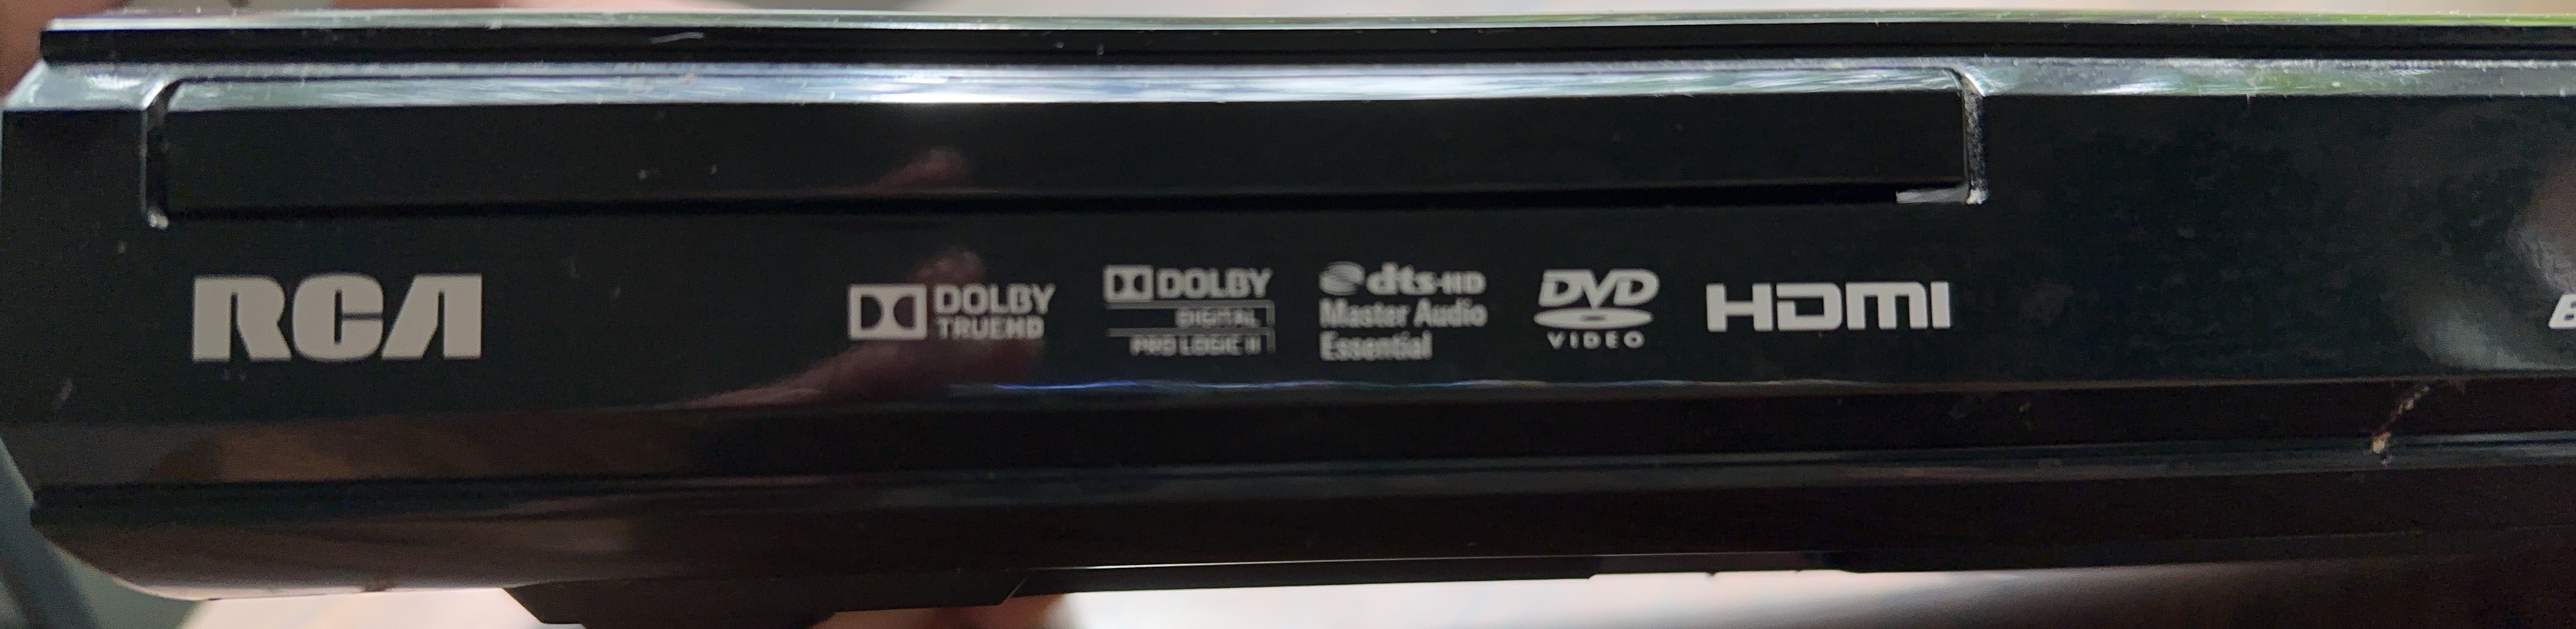 RCA
DOLBY
TRUEHD
DOLBY
DIGITAL
PRO LOGIC II
dts-HD
Master Audio
Essential
DVD
VIDEO
HDMI